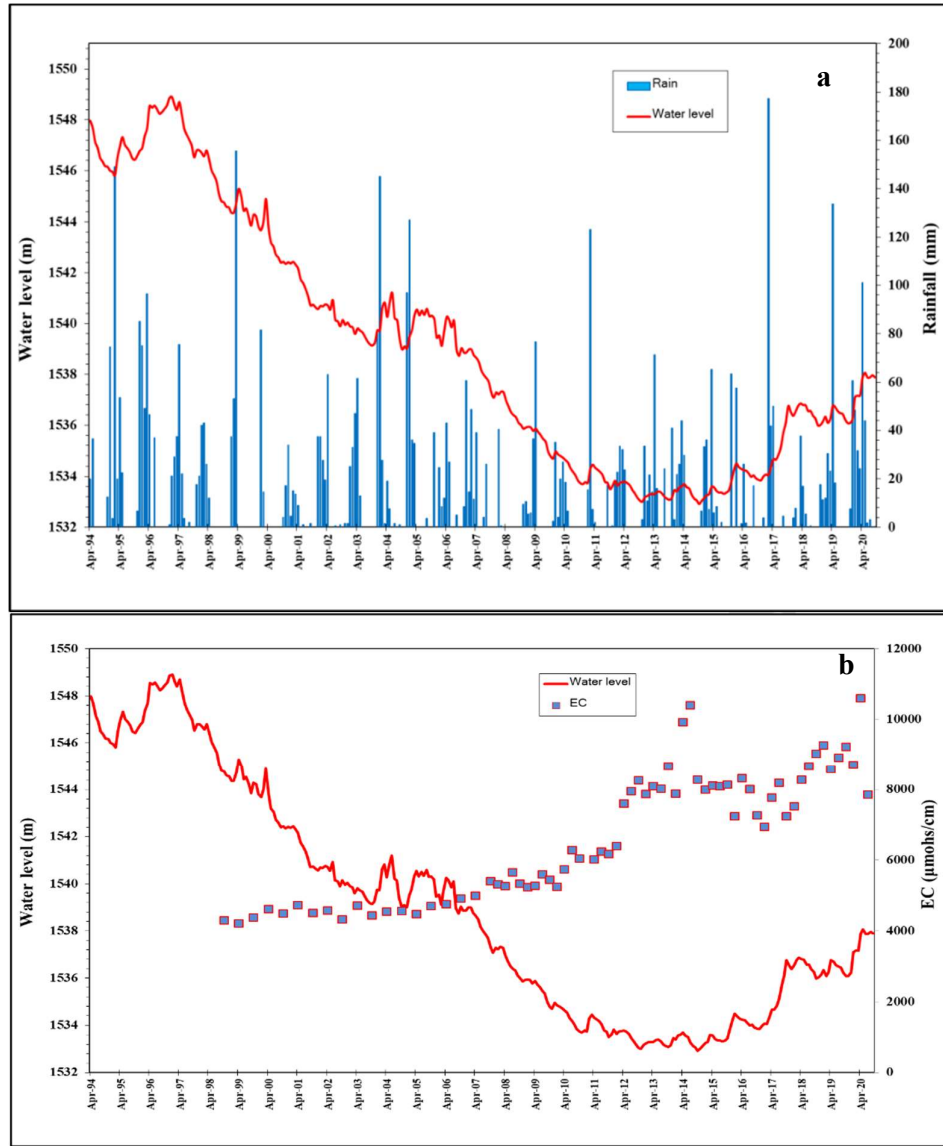 a
Rain
Water level
Water level (m)
1550
1548
1546
1544
1542
1540
1538
1536
1534
1532
Rainfall (mm)
200
180
160
140
120
100
80
60
40
20
0
Apr-94
Apr-95
Apr-96
Apr-97
Apr-98
Apr-99
Apr-00
Apr-01
Apr-02
Apr-03
Apr-04
Apr-05
Apr-06
Apr-07
Apr-08
Apr-09
Apr-10
Apr-11
Apr-12
Apr-13
Apr-14
Apr-15
Apr-16
Apr-17
Apr-18
Apr-19
Apr-20
b
Water level
EC
Water level (m)
1550
1548
1546
1544
1542
1540
1538
1536
1534
1532
EC (µmohs/cm)
12000
10000
8000
6000
4000
2000
0
Apr-94
Apr-95
Apr-96
Apr-97
Apr-98
Apr-99
Apr-00
Apr-01
Apr-02
Apr-03
Apr-04
Apr-05
Apr-06
Apr-07
Apr-08
Apr-09
Apr-10
Apr-11
Apr-12
Apr-13
Apr-14
Apr-15
Apr-16
Apr-17
Apr-18
Apr-19
Apr-20